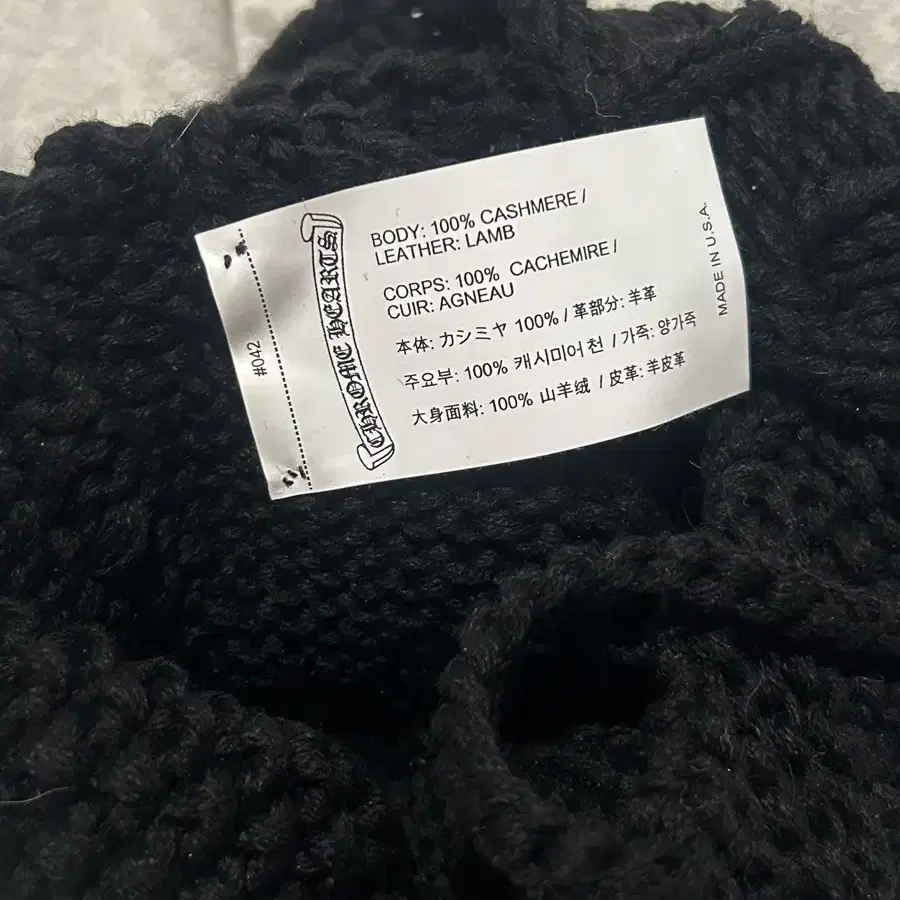 #042
CHROME HEARTS
BODY: 100% CASHMERE /
LEATHER: LAMB
CORPS: 100% CACHEMIRE /
CUIR: AGNEAU
本体: カシミヤ 100% / 革部分: 羊革
주요부: 100% 캐시미어 천 / 가죽: 양가죽
大身面料: 100% 山羊绒 / 皮革: 羊皮革
MADE IN U.S.A.